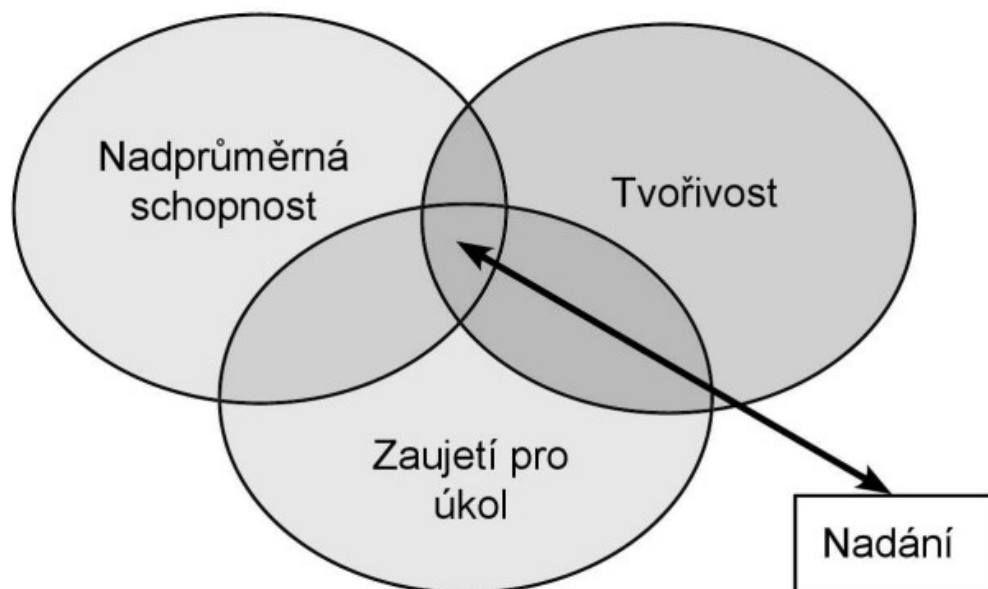 Nadprůměrná
schopnost
Tvořivost
Zaujetí pro
úkol
Nadání